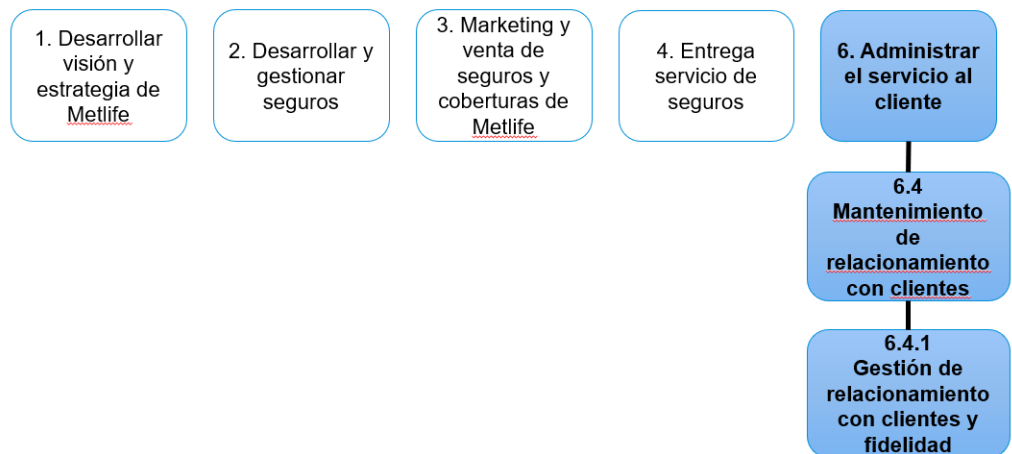 1. Desarrollar
visión y
estrategia de
Metlife
2. Desarrollar y
gestionar
seguros
3. Marketing y
venta de
seguros y
coberturas de
Metlife
4. Entrega
servicio de
seguros
6. Administrar
el servicio al
cliente
6.4
Mantenimiento
de
relacionamiento
con clientes
6.4.1
Gestión de
relacionamiento
con clientes y
fidelidad